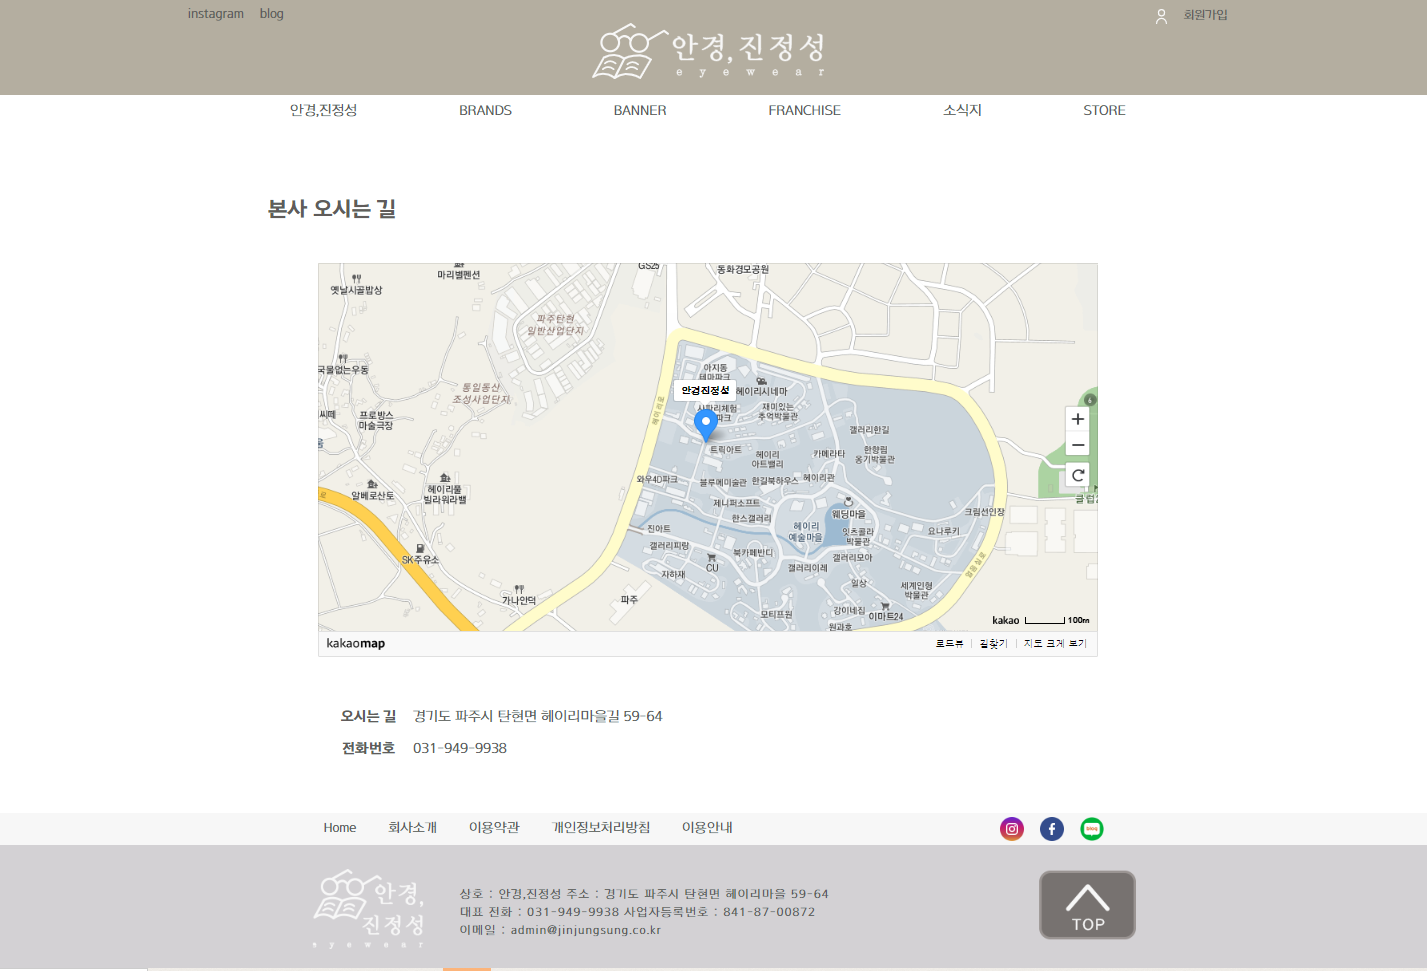 instagram blog
회원가입
안경,진정성
eyewear
안경,진정성 BRANDS BANNER FRANCHISE 소식지 STORE
본사 오시는 길
마리별펜션
GS25
동화경모공원
옛날시골밥상
파주탄현
일반산업단지
국물없는우동
아지동
테마파크
통일동산
조성사업단지
안경진정성
헤이리시네마
헤이리로
씨떼
프로방스
마술극장
재미있는
추억박물관
갤러리한길
트릭아트
헤이리
아트밸리
카메라타
한향림
옹기박물관
와우4D파크
블루메미술관
한길북하우스
헤이리관
알베로산토
헤이리물
빌라워라밸
제니퍼소프트
한스갤러리
웨딩마을
크림선인장
진아트
헤이리
예술마을
잇츠콜라
박물관
요나루키
갤러리피랑
북카페반디
SK주유소
CU
갤러리이레
갤러리모아
자하재
일상
세계인형
박물관
가나안덕
파주
모티프원
강이네집
이마트24
원과호
kakao 100m
kakaomap
로드뷰 길찾기 지도 크게 보기
오시는 길 경기도 파주시 탄현면 헤이리마을길 59-64
전화번호 031-949-9938
Home 회사소개 이용약관 개인정보처리방침 이용안내
blog
안경,
진정성
eyewear
상호 : 안경,진정성 주소 : 경기도 파주시 탄현면 헤이리마을 59-64
대표 전화 : 031-949-9938 사업자등록번호 : 841-87-00872
이메일 : admin@jinjungsung.co.kr
TOP